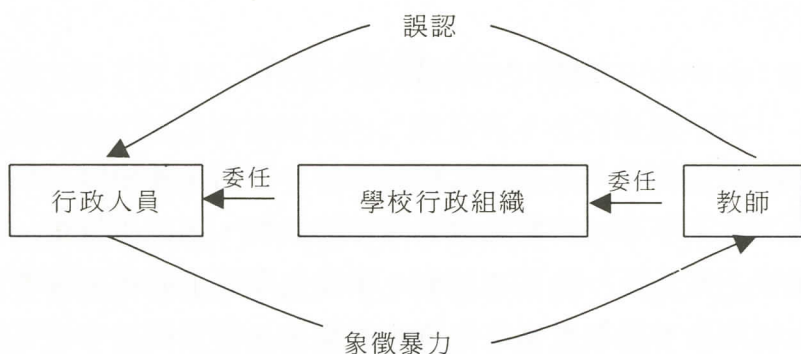 誤認
委任
委任
行政人員
學校行政組織
教師
象徵暴力